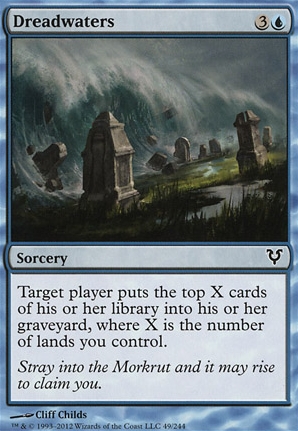 Dreadwaters 3
Sorcery
Target player puts the top X cards
of his or her library into his or her
graveyard, where X is the number
of lands you control.
Stray into the Morkrut and it may rise
to claim you.
Cliff Childs
™ & © 1993–2012 Wizards of the Coast LLC 49/244